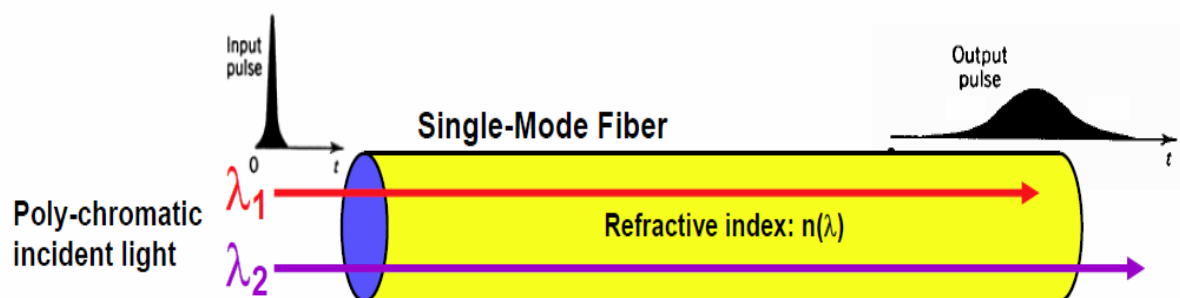 Input
pulse
0
t
Output
pulse
t
Single-Mode Fiber
λ1
Poly-chromatic
incident light
Refractive index: n(λ)
λ2